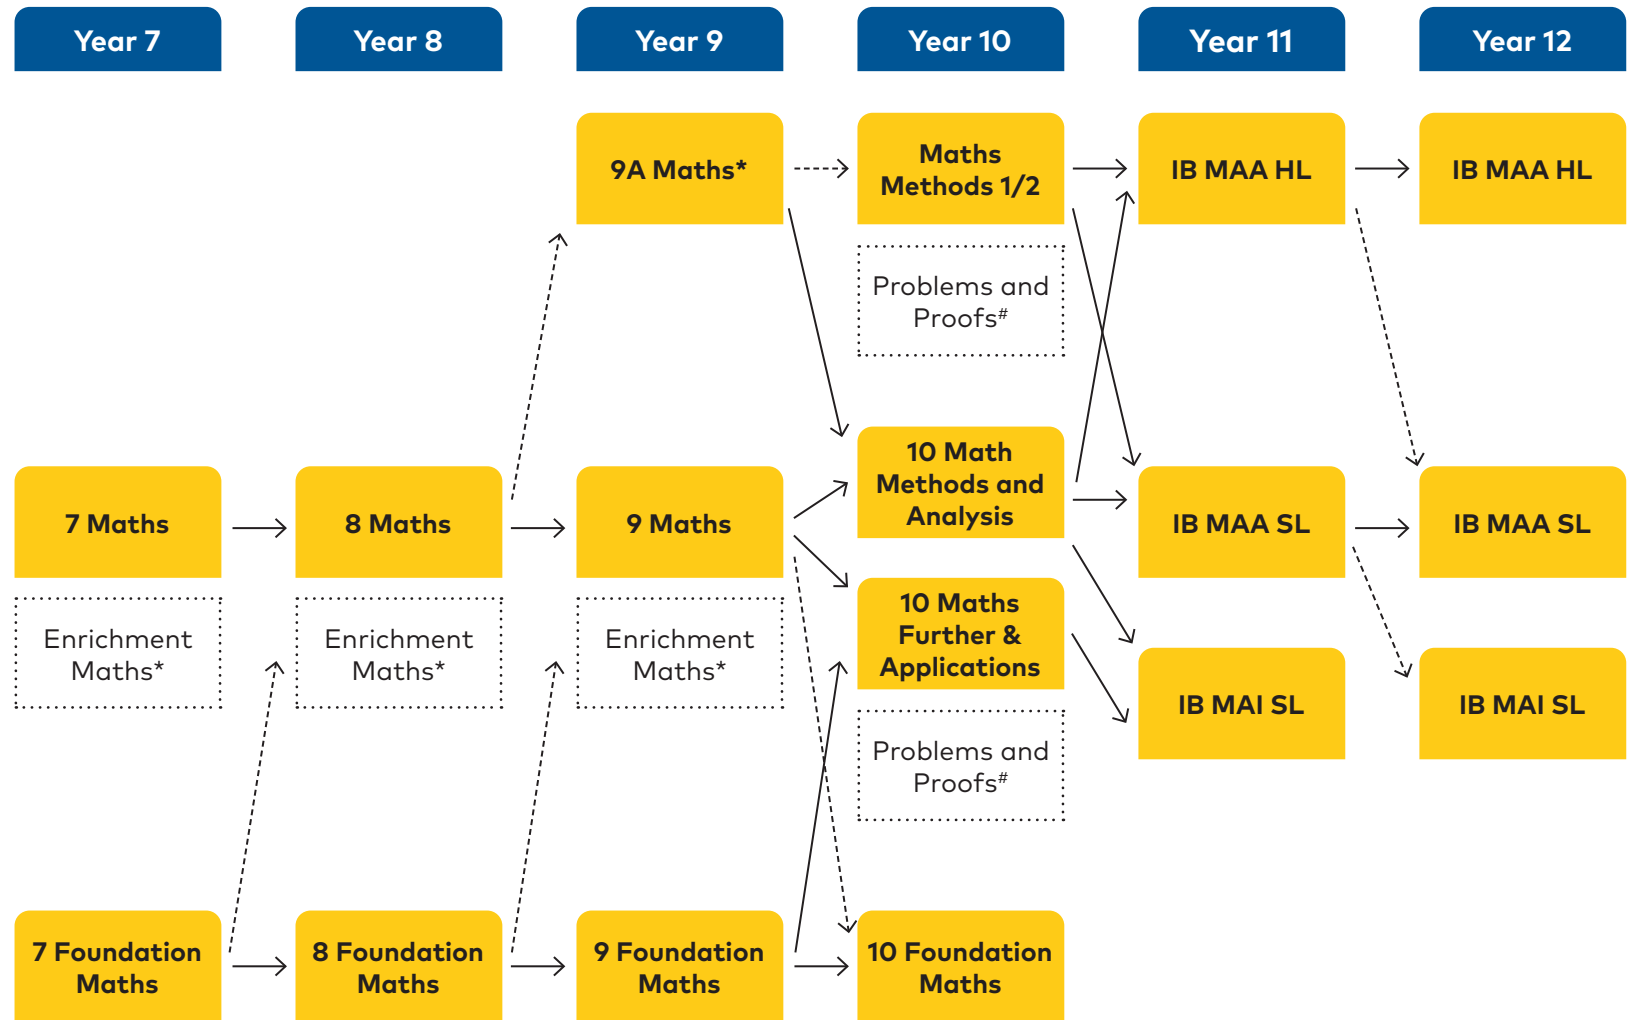 Year 7
Year 8
Year 9
Year 10
Year 11
Year 12
9A Maths*
Maths
Methods 1/2
IB MAA HL
IB MAA HL
Problems and
Proofs#
7 Maths
8 Maths
9 Maths
10 Math
Methods and
Analysis
IB MAA SL
IB MAA SL
Enrichment
Maths*
Enrichment
Maths*
Enrichment
Maths*
10 Maths
Further &
Applications
IB MAI SL
IB MAI SL
Problems and
Proofs#
7 Foundation
Maths
8 Foundation
Maths
9 Foundation
Maths
10 Foundation
Maths